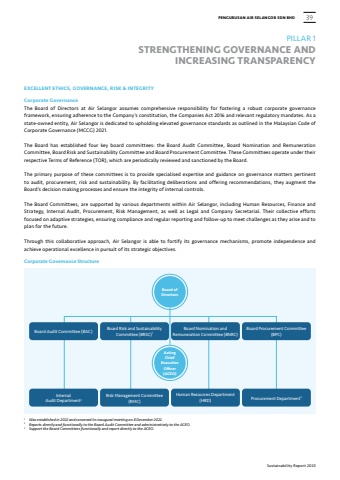 PENGURUSAN AIR SELANGOR SDN BHD 39
PILLAR 1
STRENGTHENING GOVERNANCE AND
INCREASING TRANSPARENCY
EXCELLENT ETHICS, GOVERNANCE, RISK & INTEGRITY
Corporate Governance
The Board of Directors at Air Selangor assumes comprehensive responsibility for fostering a robust corporate governance
framework, ensuring adherence to the Company's constitution, the Companies Act 2016 and relevant regulatory mandates. As a
state-owned entity, Air Selangor is dedicated to upholding elevated governance standards as outlined in the Malaysian Code of
Corporate Governance (MCCG) 2021.
The Board has established four key board committees: the Board Audit Committee, Board Nomination and Remuneration
Committee, Board Risk and Sustainability Committee and Board Procurement Committee. These Committees operate under their
respective Terms of Reference (TOR), which are periodically reviewed and sanctioned by the Board.
The primary purpose of these committees is to provide specialised expertise and guidance on governance matters pertinent
to audit, procurement, risk and sustainability. By facilitating deliberations and offering recommendations, they augment the
Board's decision making processes and ensure the integrity of internal controls.
The Board Committees, are supported by various departments within Air Selangor, including Human Resources, Finance and
Strategy, Internal Audit, Procurement, Risk Management, as well as Legal and Company Secretarial. Their collective efforts
focused on adaptive strategies, ensuring compliance and regular reporting and follow-up to meet challenges as they arise and to
plan for the future.
Through this collaborative approach, Air Selangor is able to fortify its governance mechanisms, promote independence and
achieve operational excellence in pursuit of its strategic objectives.
Corporate Governance Structure
Board of
Directors
Board Audit Committee (BAC)
Board Risk and Sustainability
Committee (BRSC)¹
Board Nomination and
Remuneration Committee (BNRC)
Board Procurement Committee
(BPC)
Acting
Chief
Executive
Officer
(ACEO)
Internal
Audit Department²
Risk Management Committee
(RMC)
Human Resources Department
(HRD)
Procurement Department³
¹ Was established in 2022 and convened its inaugural meeting on 8 December 2022.
² Reports directly and functionally to the Board Audit Committee and administratively to the ACEO.
³ Support the Board Committees functionally and report directly to the ACEO.
Sustainability Report 2023